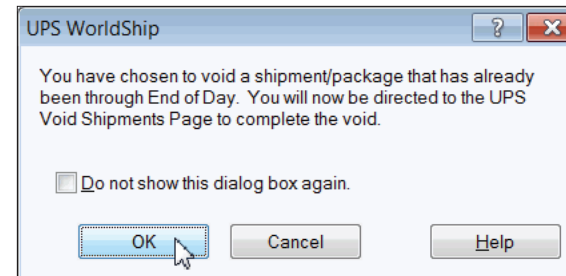 UPS WorldShip
You have chosen to void a shipment/package that has already
been through End of Day.  You will now be directed to the UPS
Void Shipments Page to complete the void.
Do not show this dialog box again.
OK Cancel Help